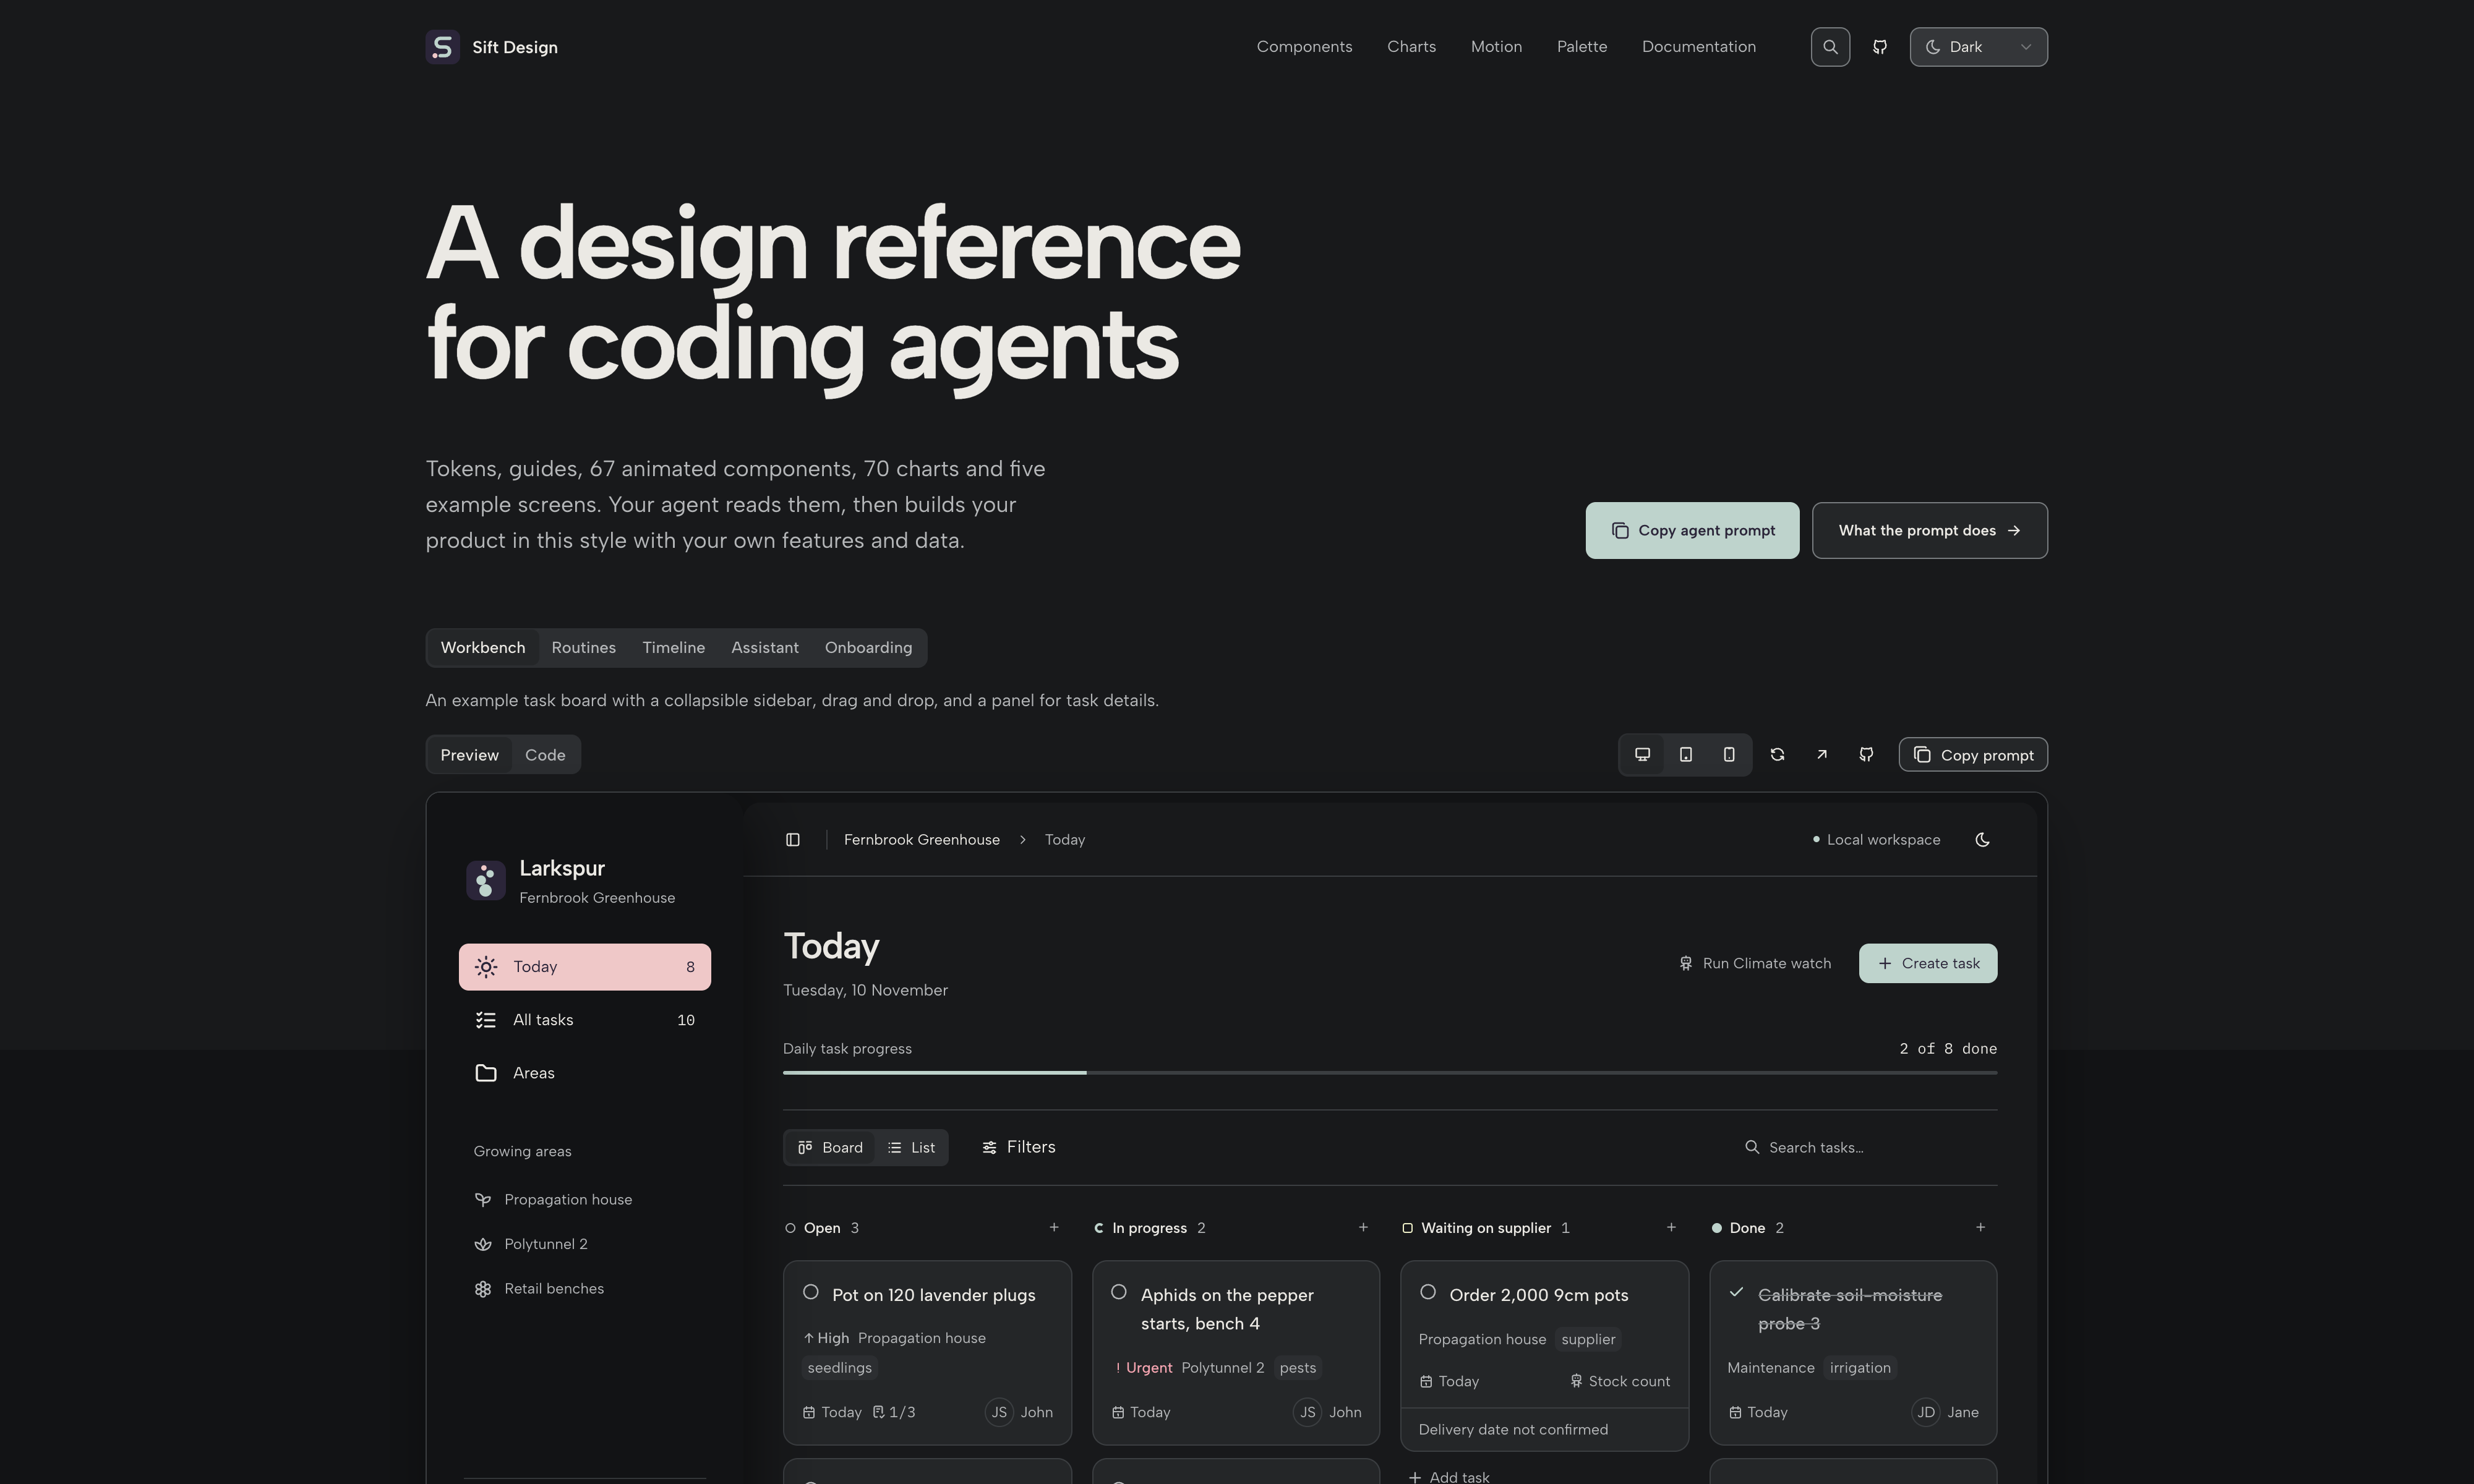 Sift Design
Components
Charts
Motion
Palette
Documentation
Dark
A design reference
for coding agents
Tokens, guides, 67 animated components, 70 charts and five
example screens. Your agent reads them, then builds your
product in this style with your own features and data.
Copy agent prompt
What the prompt does
Workbench
Routines
Timeline
Assistant
Onboarding
An example task board with a collapsible sidebar, drag and drop, and a panel for task details.
Preview
Code
Copy prompt
Larkspur
Fernbrook Greenhouse
Today 8
All tasks 10
Areas
Growing areas
Propagation house
Polytunnel 2
Retail benches
Fernbrook Greenhouse
Today
Local workspace
Today
Tuesday, 10 November
Run Climate watch
Create task
Daily task progress
2 of 8 done
Board
List
Filters
Search tasks…
Open 3
Pot on 120 lavender plugs
High Propagation house
seedlings
Today 1/3 JS John
In progress 2
Aphids on the pepper
starts, bench 4
! Urgent Polytunnel 2 pests
Today JS John
Waiting on supplier 1
Order 2,000 9cm pots
Propagation house supplier
Today Stock count
Delivery date not confirmed
Add task
Done 2
Calibrate soil-moisture
probe 3
Maintenance irrigation
Today JD Jane